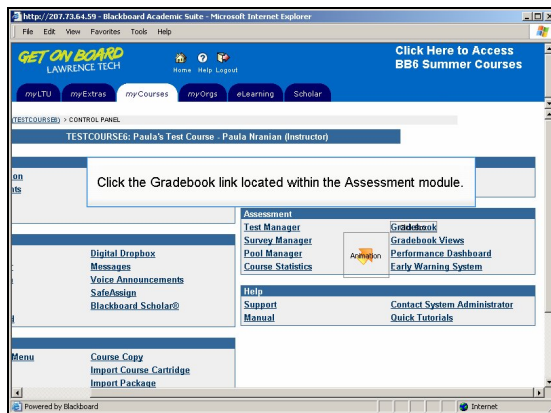 http://207.73.64.59 - Blackboard Academic Suite - Microsoft Internet Explorer
File Edit View Favorites Tools Help
GET ON BOARD
LAWRENCE TECH
Home Help Logout
Click Here to Access
BB6 Summer Courses
myLTU myExtras myCourses myOrgs eLearning Scholar
(TESTCOURSE6) > CONTROL PANEL
TESTCOURSE6: Paula's Test Course - Paula Nranian (Instructor)
Click the Gradebook link located within the Assessment module.
on
nts
Assessment
Test Manager Gradebook
Survey Manager Gradebook Views
Pool Manager Performance Dashboard
Course Statistics Early Warning System
Animation
Digital Dropbox
Messages
Voice Announcements
SafeAssign
Blackboard Scholar®
Help
Support Contact System Administrator
Manual Quick Tutorials
Menu Course Copy
Import Course Cartridge
Import Package
Powered by Blackboard
Internet